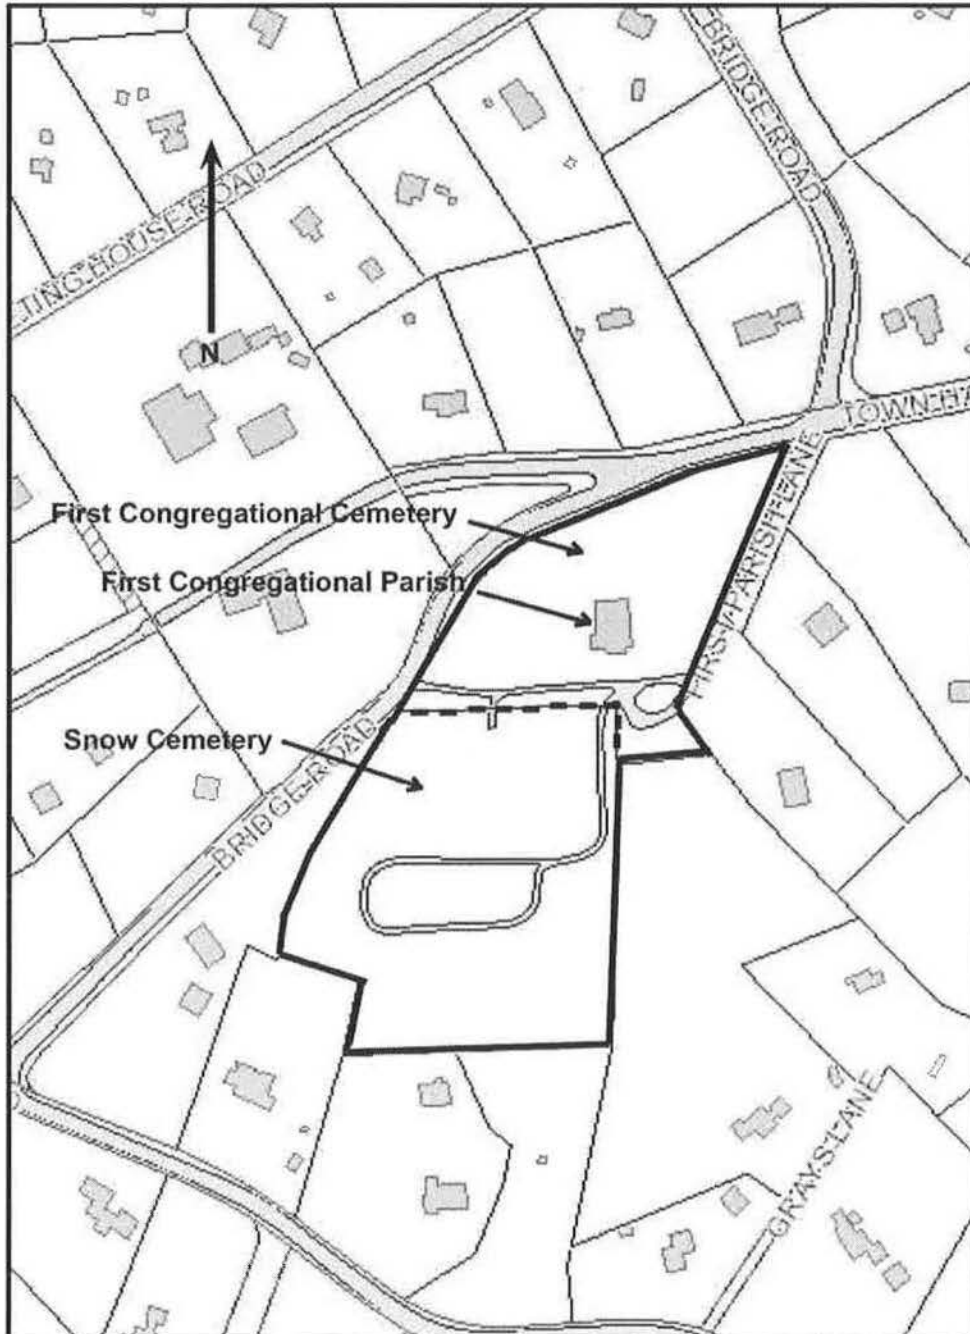 BRIDGE ROAD
TING HOUSE ROAD
N
TOWN HA
First Congregational Cemetery
FIRST PARISH LANE
First Congregational Parish
Snow Cemetery
BRIDGE ROAD
GRAYS LANE